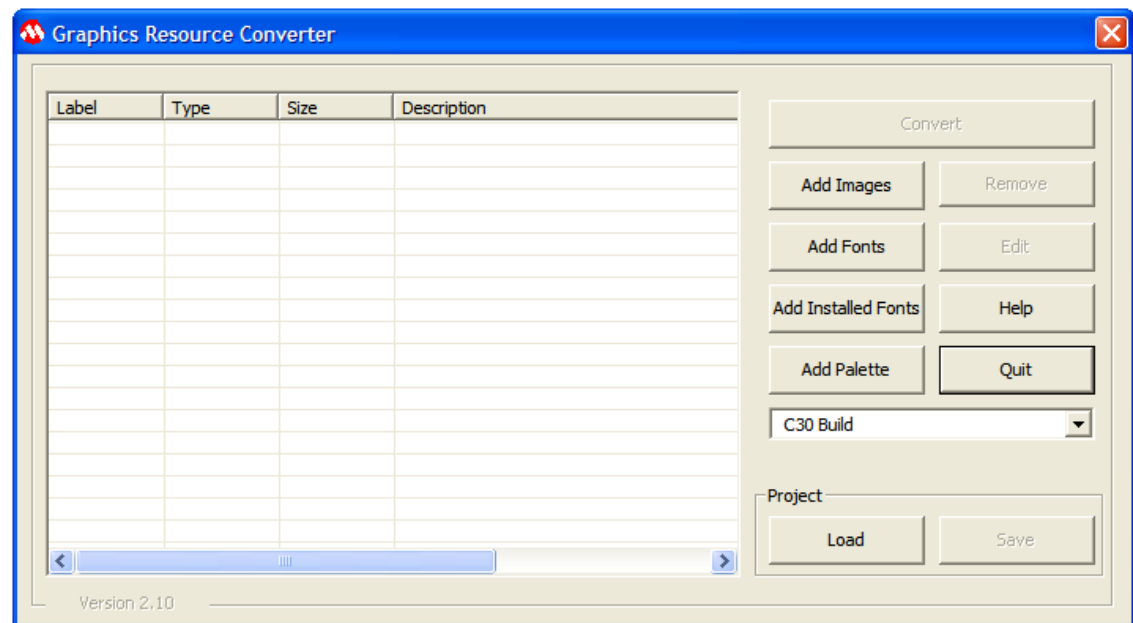 Graphics Resource Converter
Label Type Size Description
Convert
Add Images Remove
Add Fonts Edit
Add Installed Fonts Help
Add Palette Quit
C30 Build
Project
Load Save
Version 2.10